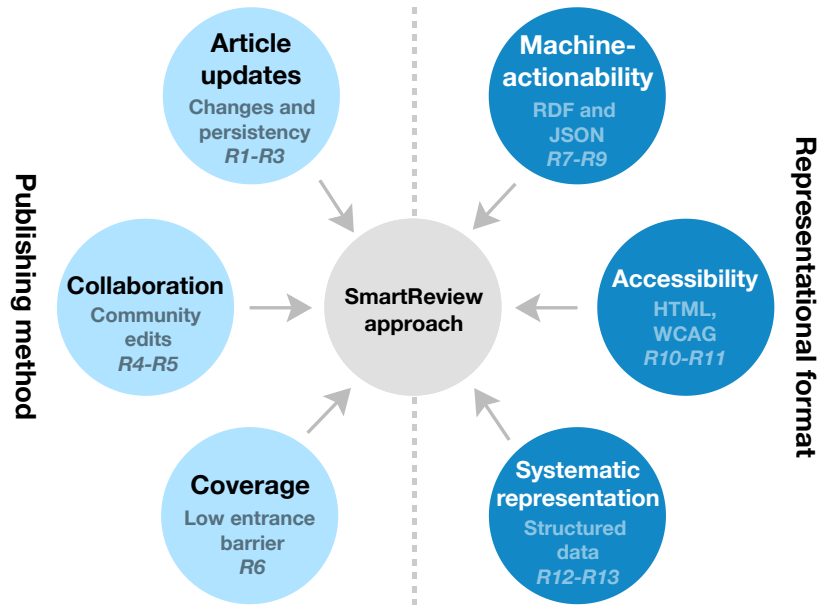 Publishing method
Article
updates
Changes and
persistency
R1-R3
Collaboration
Community
edits
R4-R5
Coverage
Low entrance
barrier
R6
SmartReview
approach
Machine-
actionability
RDF and
JSON
R7-R9
Accessibility
HTML,
WCAG
R10-R11
Systematic
representation
Structured
data
R12-R13
Representational format